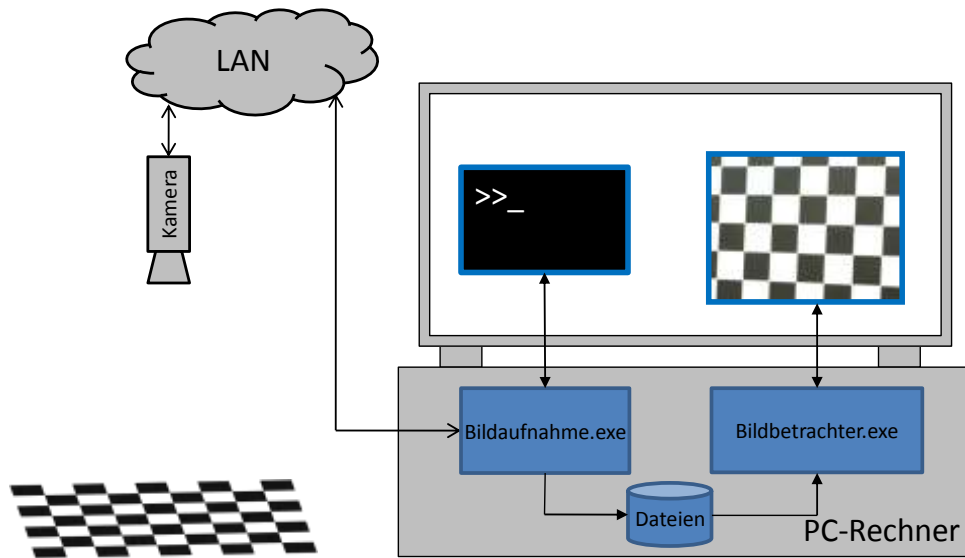 LAN
Kamera
>>_
Bildaufnahme.exe
Bildbetrachter.exe
Dateien
PC-Rechner